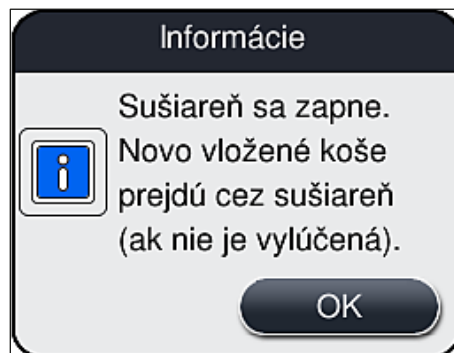 Informácie
Sušiareň sa zapne.
Novo vložené koše
prejdú cez sušiareň
(ak nie je vylúčená).
OK